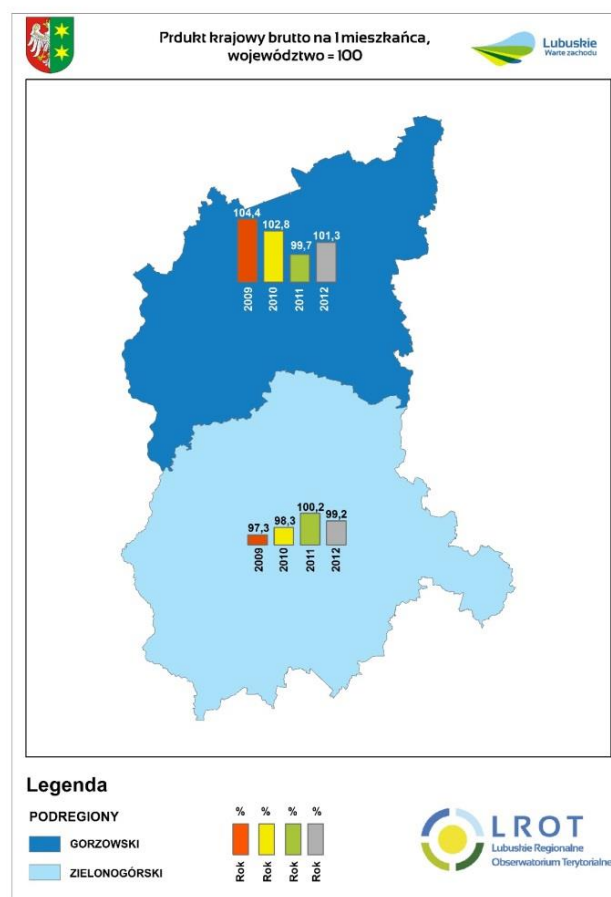 Prdukt krajowy brutto na 1 mieszkańca,
województwo = 100
Lubuskie
Warte zachodu
104,4
102,8
99,7
101,3
2009
2010
2011
2012
97,3
98,3
100,2
99,2
2009
2010
2011
2012
Legenda
PODREGIONY
GORZOWSKI
ZIELONOGÓRSKI
% % % %
Rok Rok Rok Rok
LROT
Lubuskie Regionalne
Obserwatorium Terytorialne